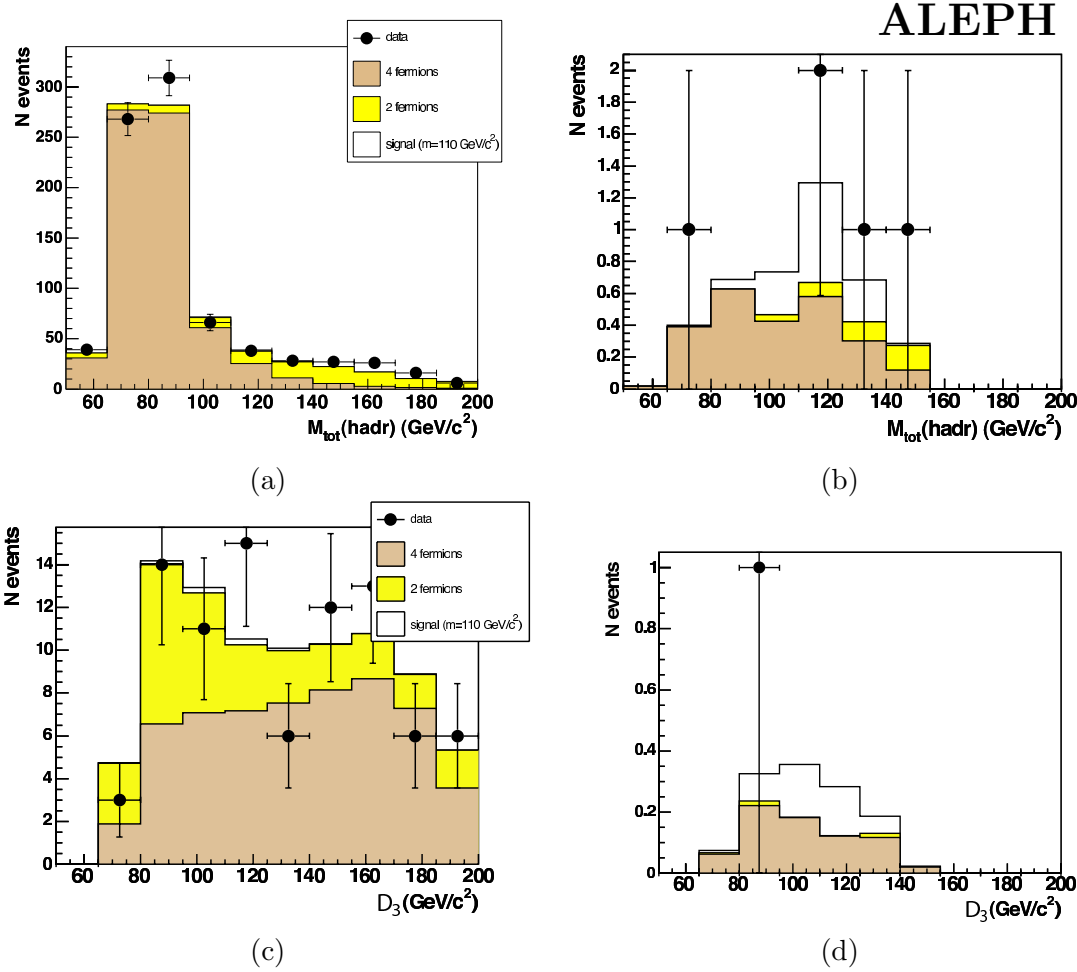 ALEPH
N events
300
250
200
150
100
50
0
60 80 100 120 140 160 180 200
M_tot(hadr) (GeV/c²)
data
4 fermions
2 fermions
signal (m=110 GeV/c²)
(a)
N events
2
1.8
1.6
1.4
1.2
1
0.8
0.6
0.4
0.2
0
60 80 100 120 140 160 180 200
M_tot(hadr) (GeV/c²)
(b)
N events
14
12
10
8
6
4
2
0
60 80 100 120 140 160 180 200
D₃(GeV/c²)
data
4 fermions
2 fermions
signal (m=110 GeV/c²)
(c)
N events
1
0.8
0.6
0.4
0.2
0
60 80 100 120 140 160 180 200
D₃(GeV/c²)
(d)